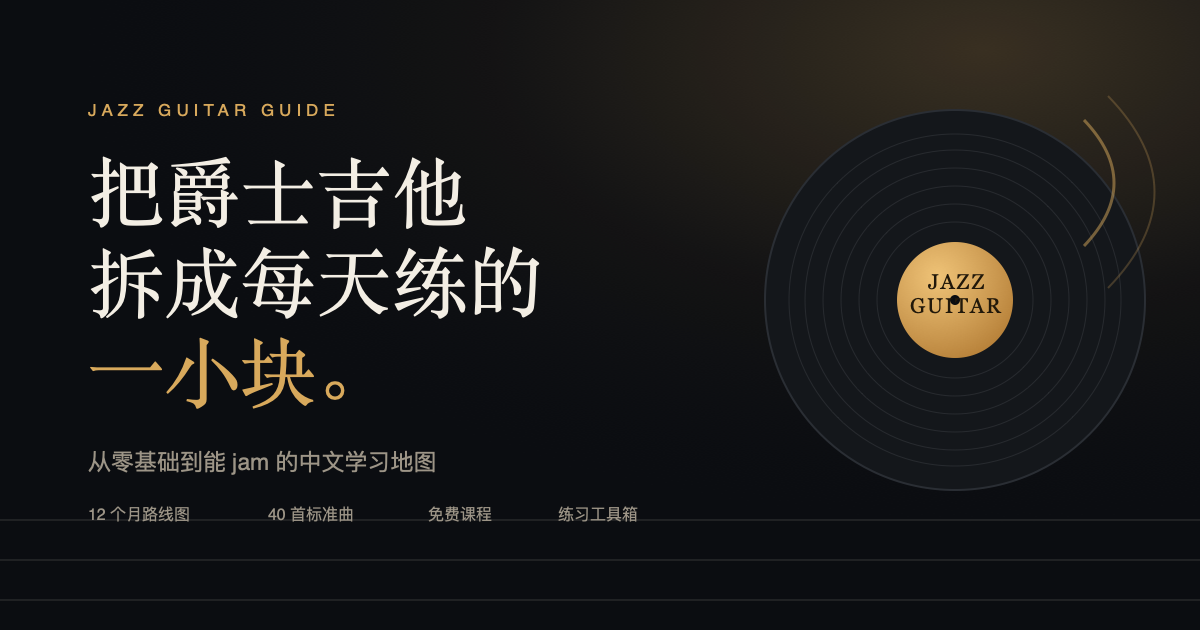 JAZZ GUITAR GUIDE
把爵士吉他
拆成每天练的
一小块。
从零基础到能 jam 的中文学习地图
12 个月路线图 40 首标准曲 免费课程 练习工具箱
JAZZ
GUITAR